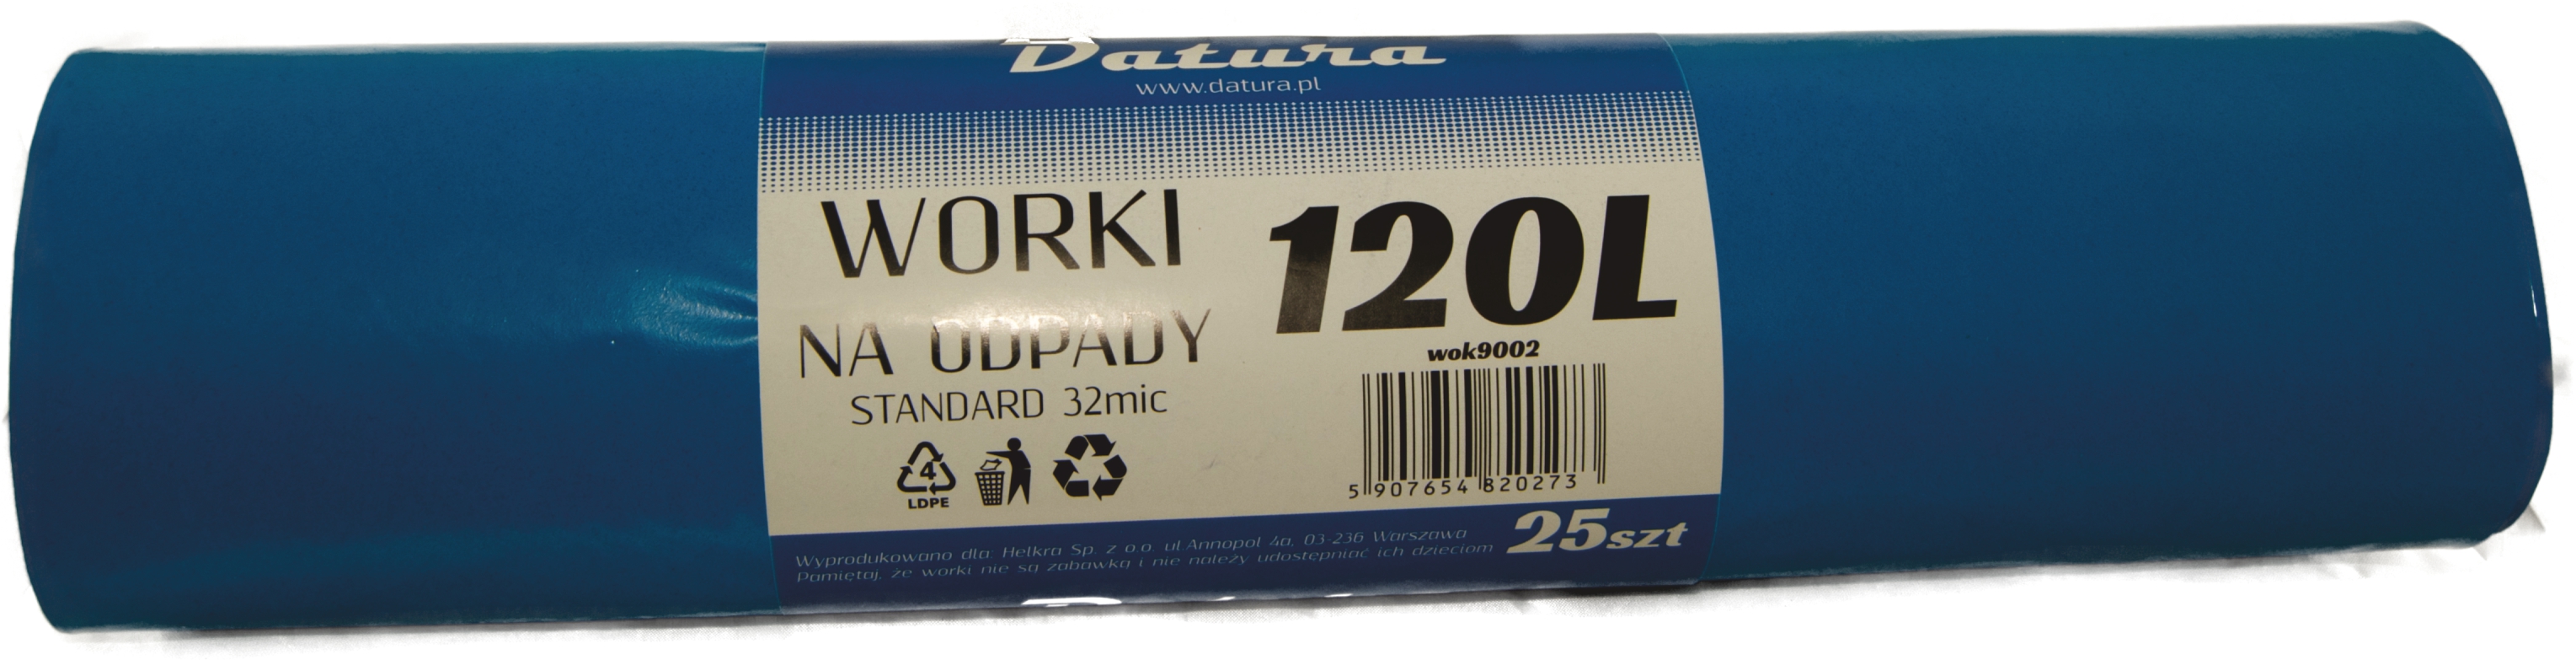 Datura
www.datura.pl
WORKI
NA ODPADY
STANDARD 32mic
4
LDPE
120L
wok9002
5 907654 820273
25szt
Wyprodukowano dla: Helkra Sp. z o.o. ul.Annopol 4a, 03-236 Warszawa
Pamiętaj, że worki nie są zabawką i nie należy udostępniać ich dzieciom